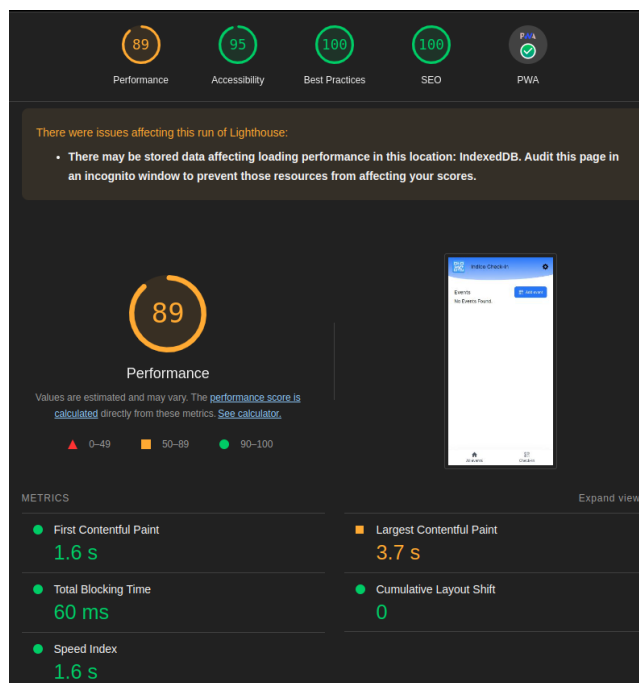 89
95
100
100
PWA
Performance
Accessibility
Best Practices
SEO
PWA
There were issues affecting this run of Lighthouse:
• There may be stored data affecting loading performance in this location: IndexedDB. Audit this page in
an incognito window to prevent those resources from affecting your scores.
Indico Check-in
Events
No Events Found.
89
Performance
Values are estimated and may vary. The performance score is
calculated directly from these metrics. See calculator.
0–49
50–89
90–100
METRICS
Expand view
First Contentful Paint
1.6 s
Largest Contentful Paint
3.7 s
Total Blocking Time
60 ms
Cumulative Layout Shift
0
Speed Index
1.6 s